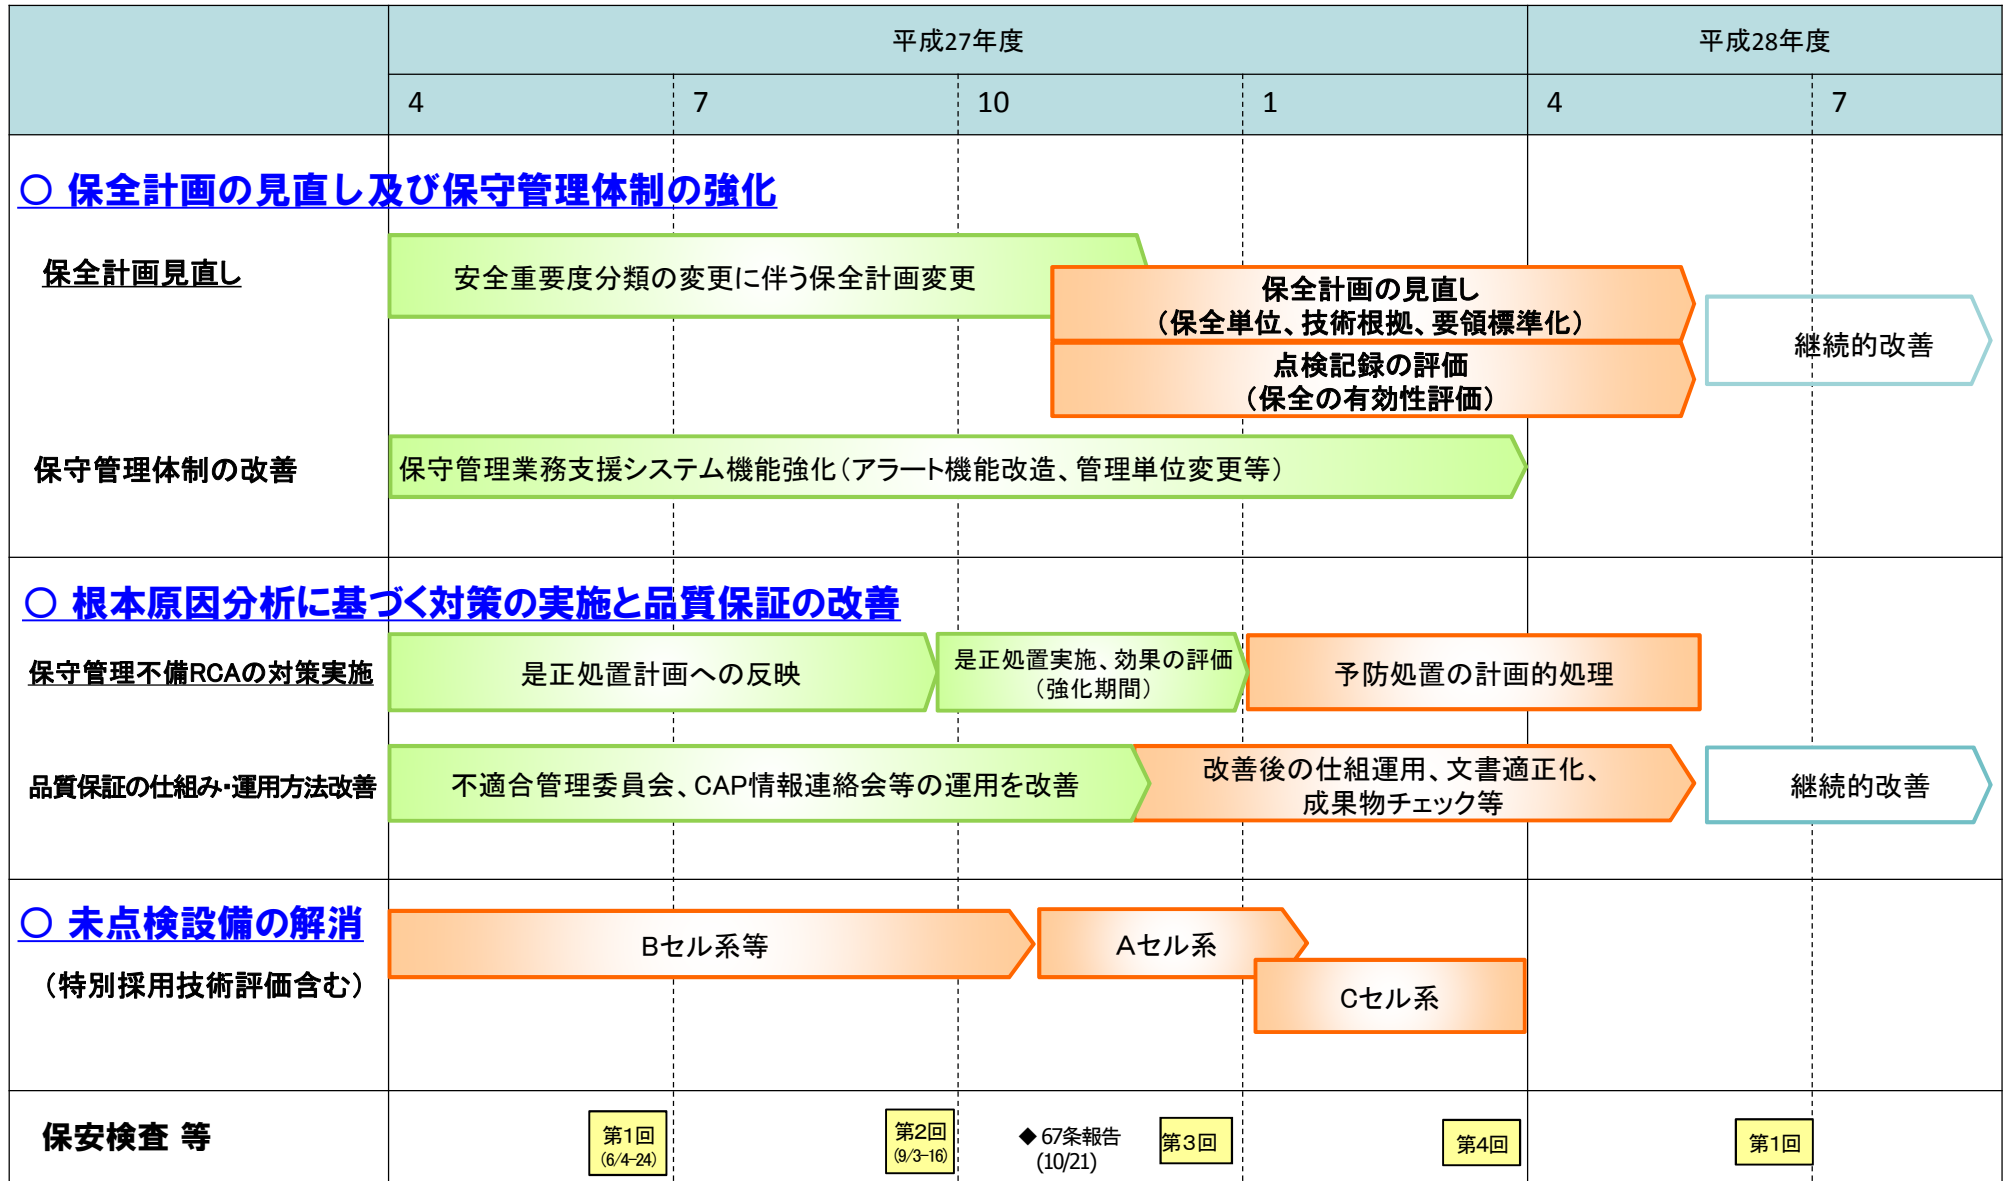 平成27年度
平成28年度
4
7
10
1
4
7
○ 保全計画の見直し及び保守管理体制の強化
保全計画見直し
安全重要度分類の変更に伴う保全計画変更
保全計画の見直し
（保全単位、技術根拠、要領標準化）
点検記録の評価
（保全の有効性評価）
継続的改善
保守管理体制の改善
保守管理業務支援システム機能強化（アラート機能改造、管理単位変更等）
○ 根本原因分析に基づく対策の実施と品質保証の改善
保守管理不備RCAの対策実施
是正処置計画への反映
是正処置実施、効果の評価
（強化期間）
予防処置の計画的処理
品質保証の仕組み・運用方法改善
不適合管理委員会、CAP情報連絡会等の運用を改善
改善後の仕組運用、文書適正化、
成果物チェック等
継続的改善
○ 未点検設備の解消
（特別採用技術評価含む）
Bセル系等
Aセル系
Cセル系
保安検査 等
第1回
(6/4-24)
第2回
(9/3-16)
◆67条報告
(10/21)
第3回
第4回
第1回